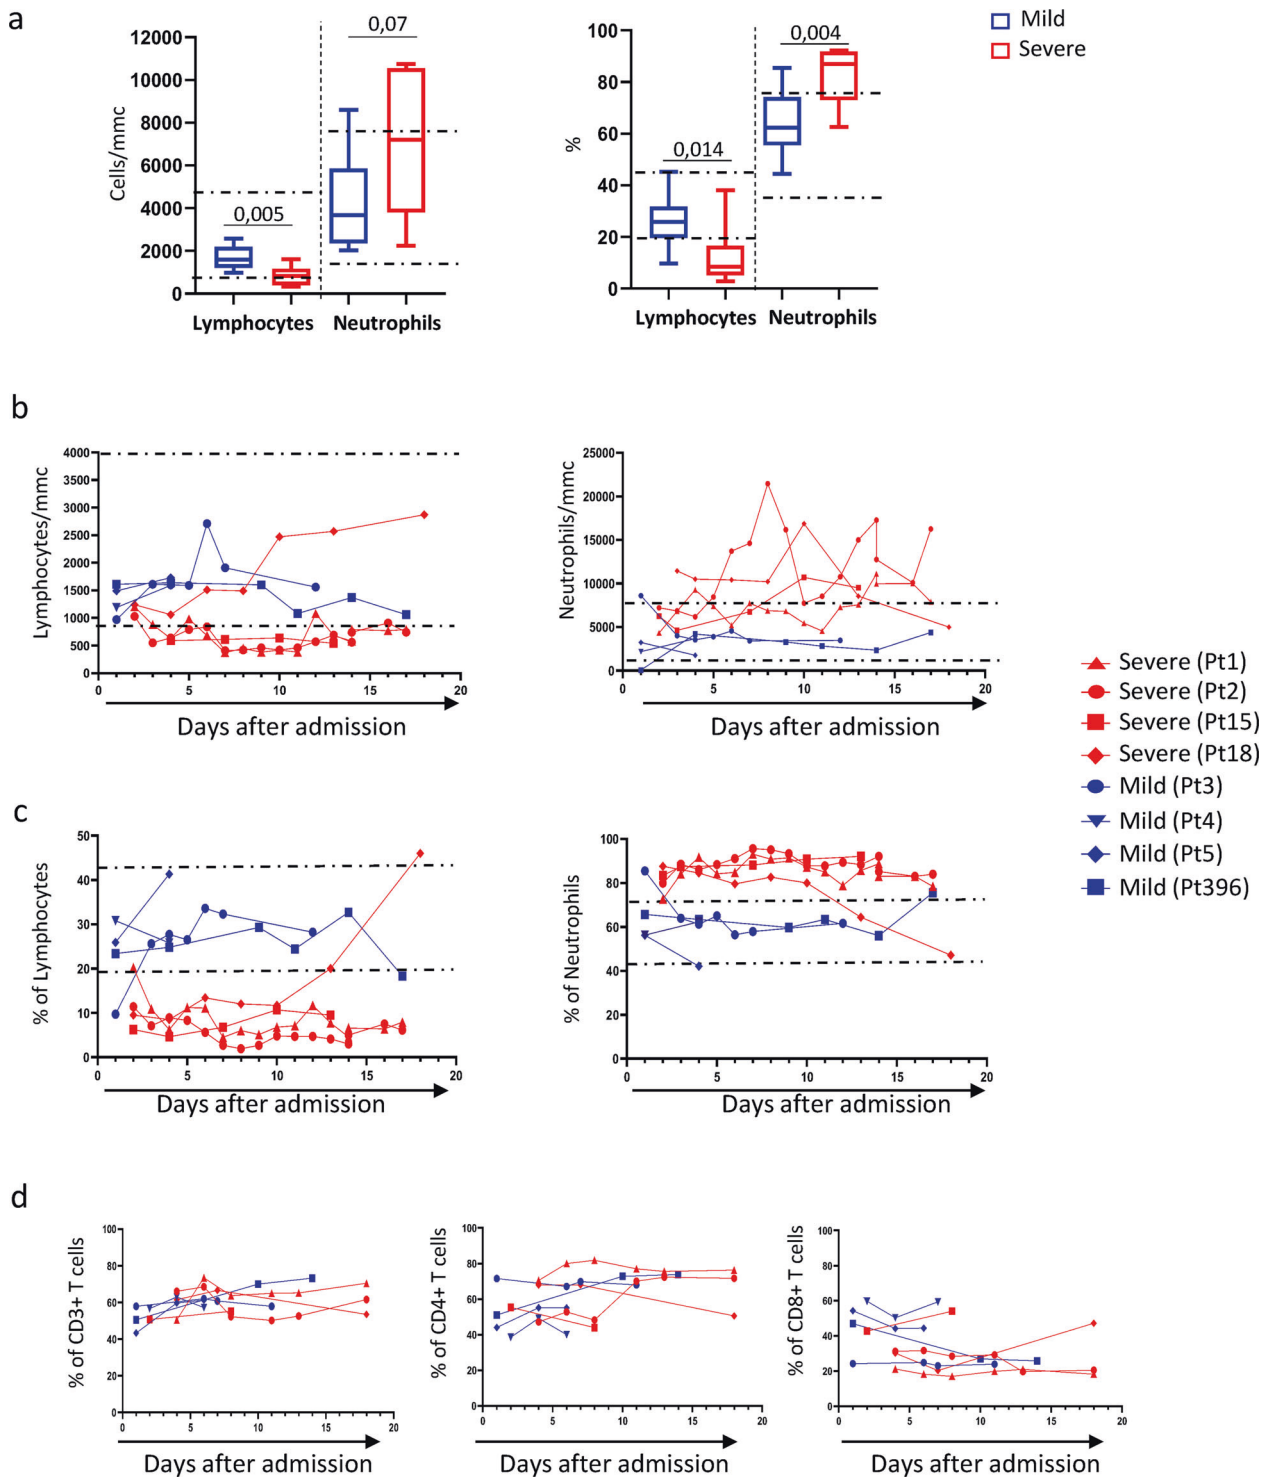 a
Mild
Severe
Cells/mmc
12000
10000
8000
6000
4000
2000
0
0,005
0,07
Lymphocytes Neutrophils
%
100
80
60
40
20
0
0,014
0,004
Lymphocytes Neutrophils
b
Lymphocytes/mmc
4000
3500
3000
2500
2000
1500
1000
500
0
0 5 10 15 20
Days after admission
Neutrophils/mmc
25000
20000
15000
10000
5000
0
0 5 10 15 20
Days after admission
Severe (Pt1)
Severe (Pt2)
Severe (Pt15)
Severe (Pt18)
Mild (Pt3)
Mild (Pt4)
Mild (Pt5)
Mild (Pt396)
c
% of Lymphocytes
50
40
30
20
10
0
0 5 10 15 20
Days after admission
% of Neutrophils
100
80
60
40
20
0
0 5 10 15 20
Days after admission
d
% of CD3+ T cells
100
80
60
40
20
0
0 5 10 15 20
Days after admission
% of CD4+ T cells
100
80
60
40
20
0
0 5 10 15 20
Days after admission
% of CD8+ T cells
100
80
60
40
20
0
0 5 10 15 20
Days after admission